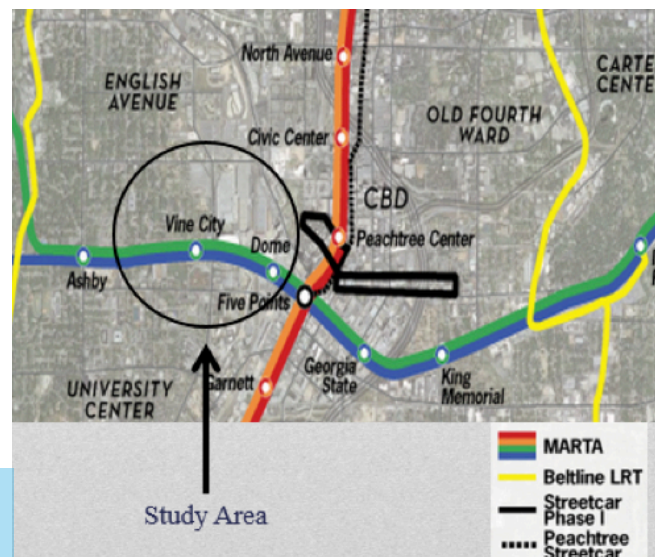 North Avenue
ENGLISH
AVENUE
CARTE
CENTE
OLD FOURTH
WARD
Civic Center
CBD
Vine City
Dome
Peachtree Center
Ashby
Five Points
Georgia
State
King
Memorial
Garnett
UNIVERSITY
CENTER
MARTA
Beltline LRT
Streetcar
Phase I
Peachtree
Streetcar
Study Area